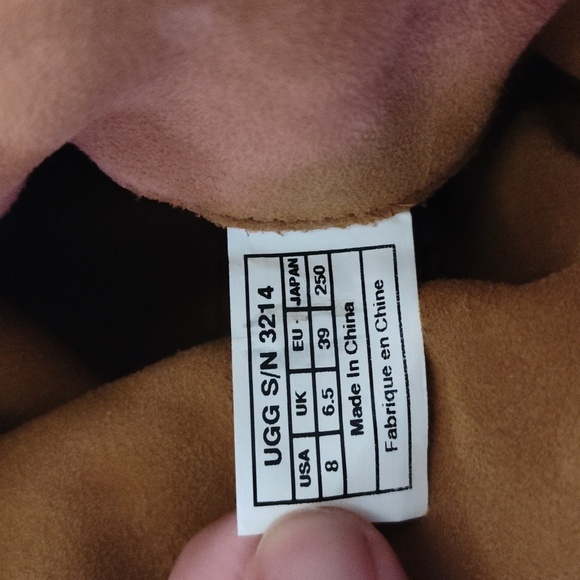 UGG S/N 3214
USA UK EU · JAPAN
8 6.5 39 250
Made In China
Fabrique en Chine